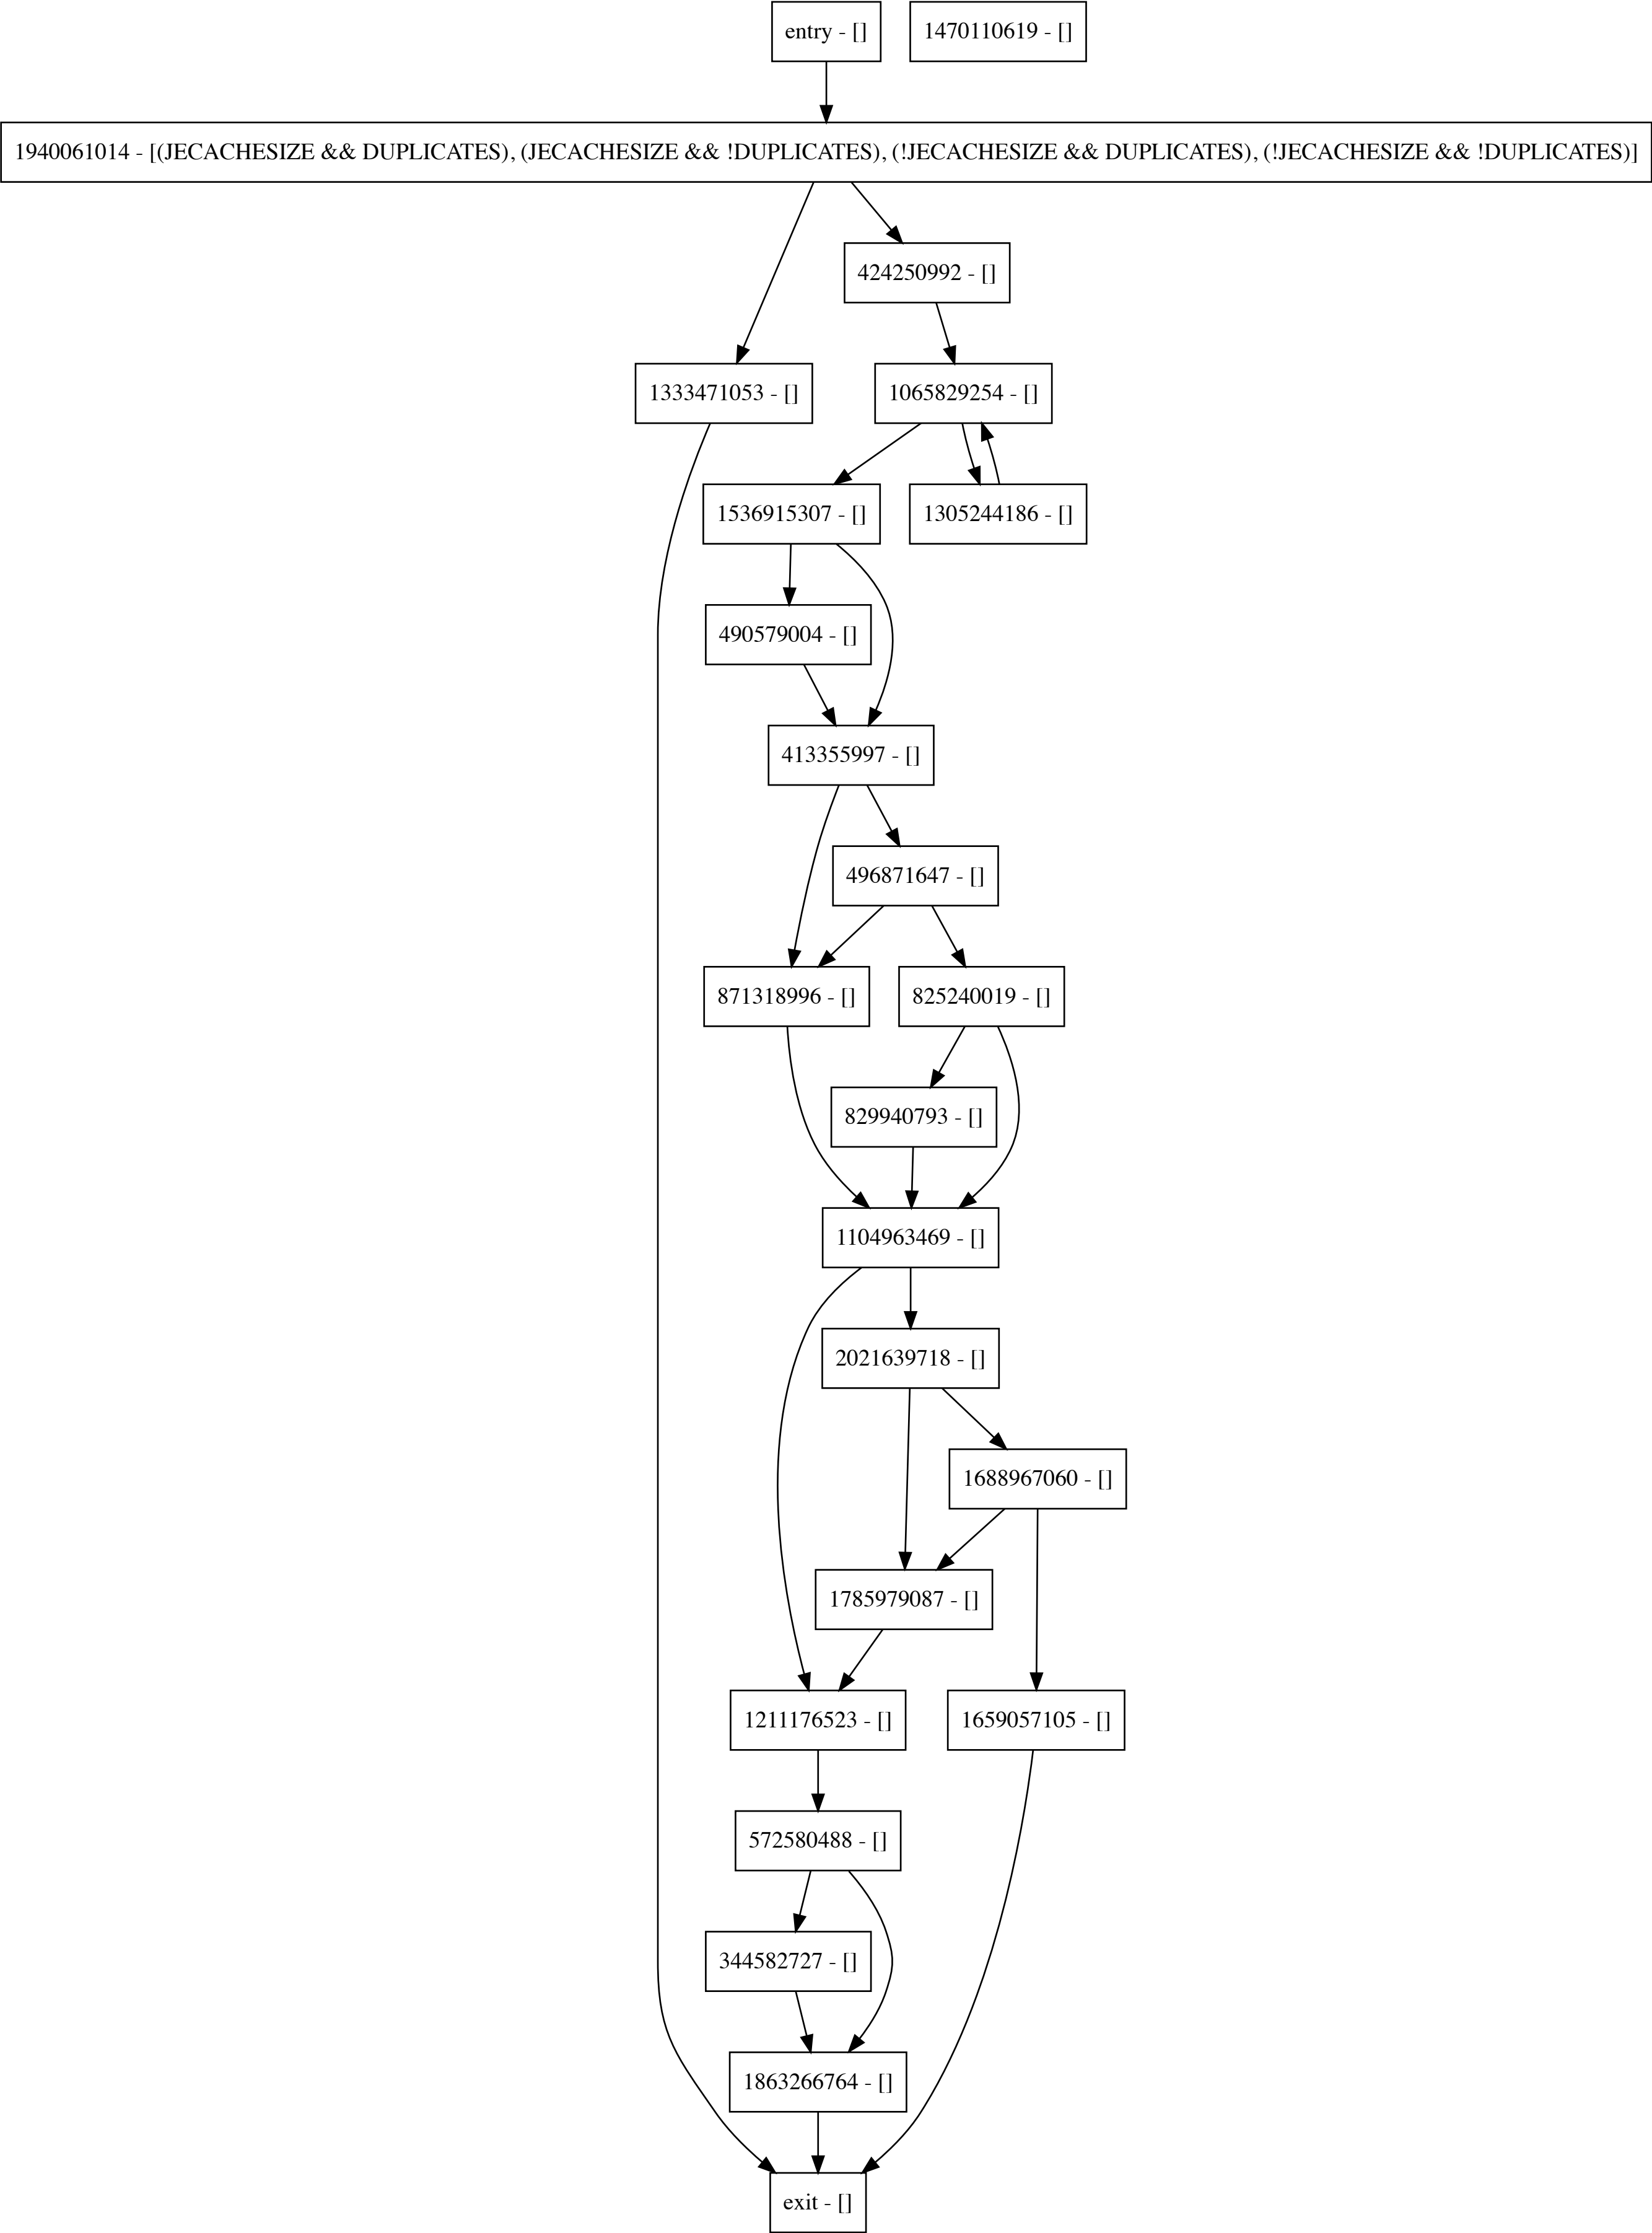 entry - []
1470110619 - []
1940061014 - [(JECACHESIZE && DUPLICATES), (JECACHESIZE && !DUPLICATES), (!JECACHESIZE && DUPLICATES), (!JECACHESIZE && !DUPLICATES)]
424250992 - []
1333471053 - []
1065829254 - []
1536915307 - []
1305244186 - []
490579004 - []
413355997 - []
496871647 - []
871318996 - []
825240019 - []
829940793 - []
1104963469 - []
2021639718 - []
1688967060 - []
1785979087 - []
1211176523 - []
1659057105 - []
572580488 - []
344582727 - []
1863266764 - []
exit - []